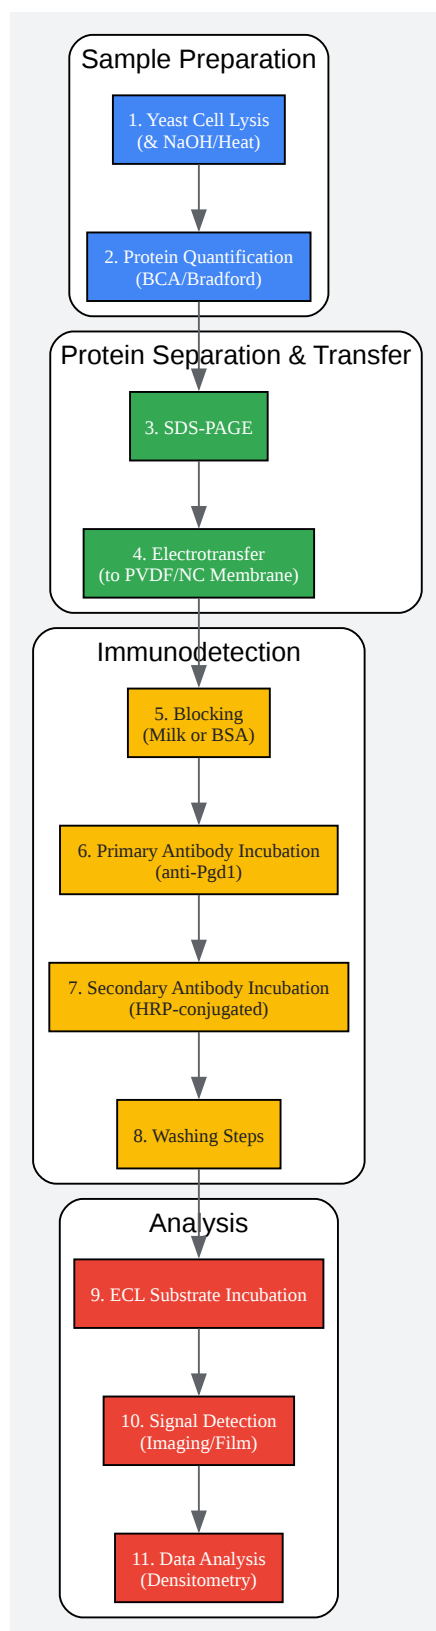 Sample Preparation
1. Yeast Cell Lysis
(& NaOH/Heat)
2. Protein Quantification
(BCA/Bradford)
Protein Separation & Transfer
3. SDS-PAGE
4. Electrotransfer
(to PVDF/NC Membrane)
Immunodetection
5. Blocking
(Milk or BSA)
6. Primary Antibody Incubation
(anti-Pgd1)
7. Secondary Antibody Incubation
(HRP-conjugated)
8. Washing Steps
Analysis
9. ECL Substrate Incubation
10. Signal Detection
(Imaging/Film)
11. Data Analysis
(Densitometry)